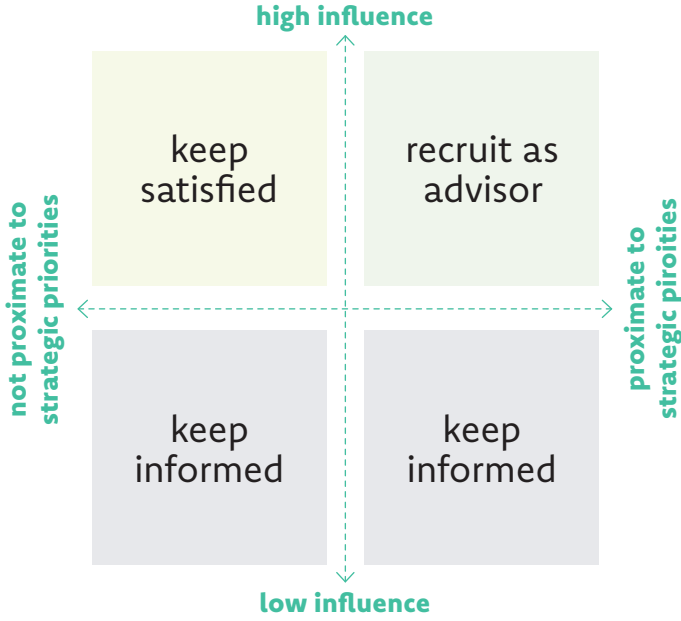 high influence
keep
satisfied
recruit as
advisor
not proximate to
strategic priorities
proximate to
strategic piroities
keep
informed
keep
informed
low influence